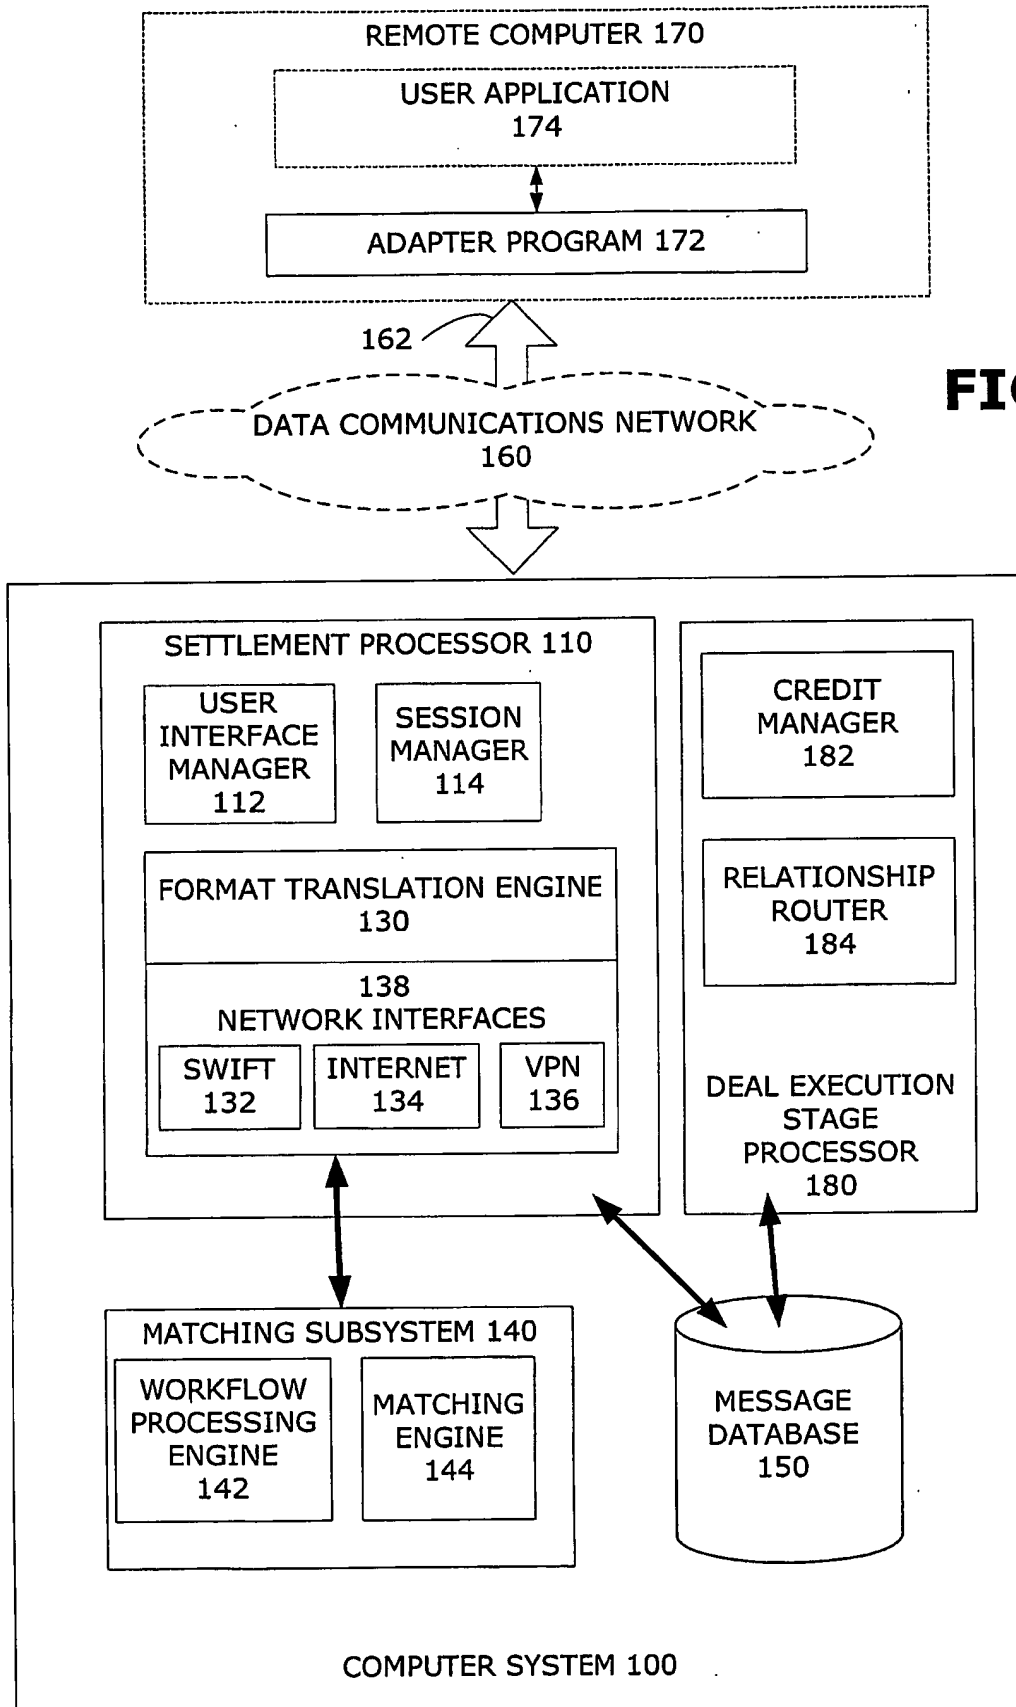 REMOTE COMPUTER 170
USER APPLICATION
174
ADAPTER PROGRAM 172
162
FIG
DATA COMMUNICATIONS NETWORK
160
SETTLEMENT PROCESSOR 110
USER
INTERFACE
MANAGER
112
SESSION
MANAGER
114
FORMAT TRANSLATION ENGINE
130
138
NETWORK INTERFACES
SWIFT
132
INTERNET
134
VPN
136
CREDIT
MANAGER
182
RELATIONSHIP
ROUTER
184
DEAL EXECUTION
STAGE
PROCESSOR
180
MATCHING SUBSYSTEM 140
WORKFLOW
PROCESSING
ENGINE
142
MATCHING
ENGINE
144
MESSAGE
DATABASE
150
COMPUTER SYSTEM 100